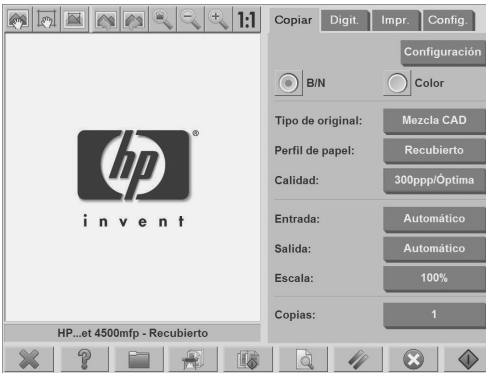 1:1
Copiar Digit. Impr. Config.
Configuración
B/N Color
Tipo de original: Mezcla CAD
Perfil de papel: Recubierto
Calidad: 300ppp/Óptima
Entrada: Automático
Salida: Automático
Escala: 100%
Copias: 1
hp
®
invent
HP...et 4500mfp - Recubierto
?